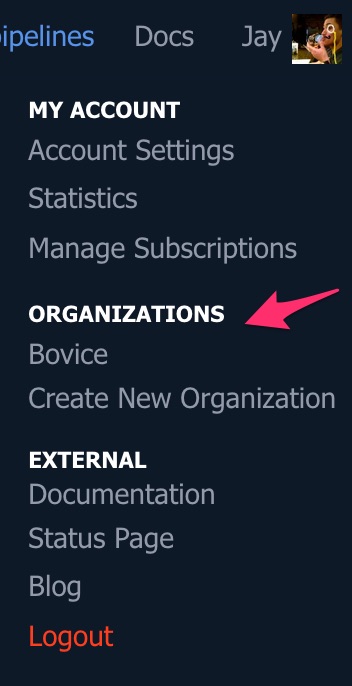 ipelines Docs Jay
MY ACCOUNT
Account Settings
Statistics
Manage Subscriptions
ORGANIZATIONS
Bovice
Create New Organization
EXTERNAL
Documentation
Status Page
Blog
Logout